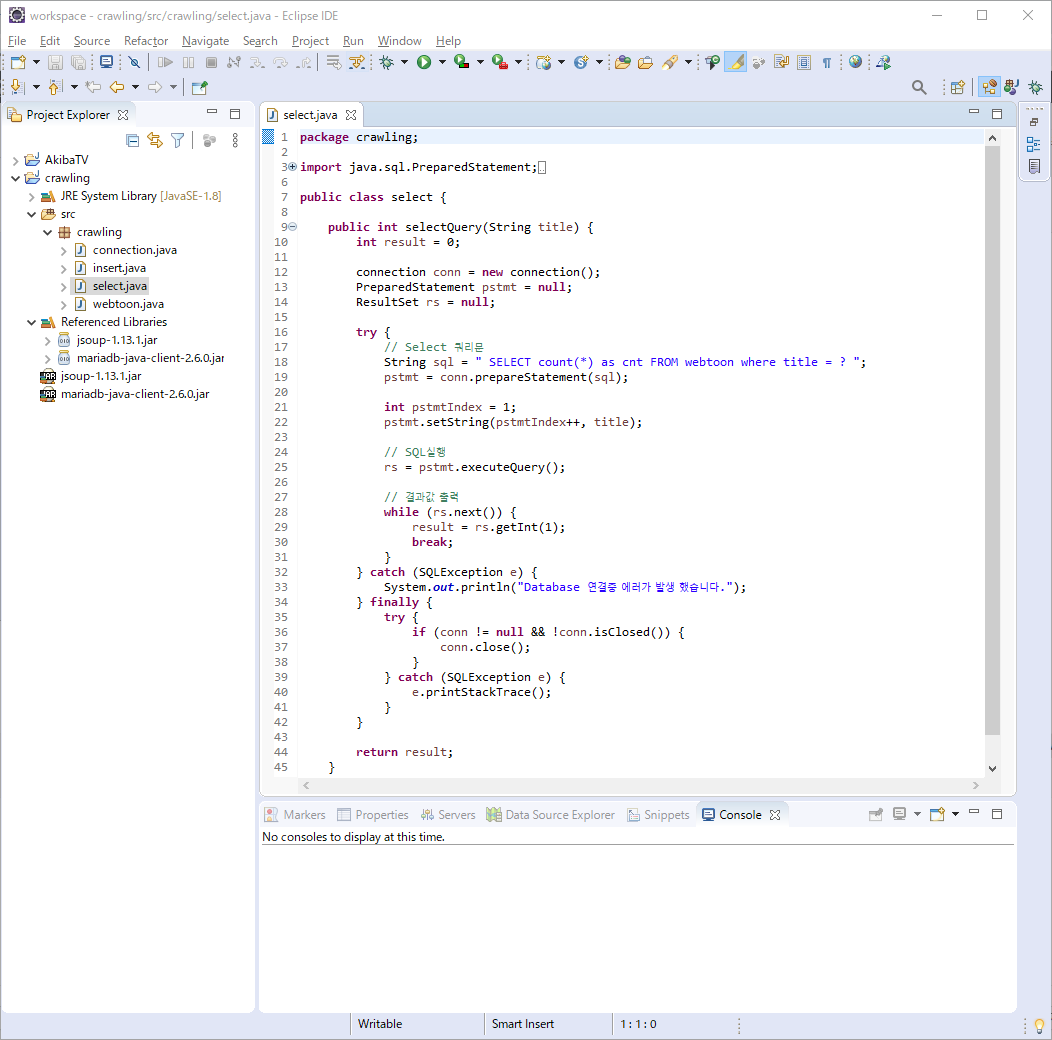 workspace - crawling/src/crawling/select.java - Eclipse IDE
File Edit Source Refactor Navigate Search Project Run Window Help
Project Explorer
AkibaTV
crawling
JRE System Library [JavaSE-1.8]
src
crawling
connection.java
insert.java
select.java
webtoon.java
Referenced Libraries
jsoup-1.13.1.jar
mariadb-java-client-2.6.0.jar
jsoup-1.13.1.jar
mariadb-java-client-2.6.0.jar
select.java
1 package crawling;
2
3 import java.sql.PreparedStatement;
6
7 public class select {
8
9 public int selectQuery(String title) {
10 int result = 0;
11
12 connection conn = new connection();
13 PreparedStatement pstmt = null;
14 ResultSet rs = null;
15
16 try {
17 // Select 쿼리문
18 String sql = " SELECT count(*) as cnt FROM webtoon where title = ? ";
19 pstmt = conn.prepareStatement(sql);
20
21 int pstmtIndex = 1;
22 pstmt.setString(pstmtIndex++, title);
23
24 // SQL실행
25 rs = pstmt.executeQuery();
26
27 // 결과값 출력
28 while (rs.next()) {
29 result = rs.getInt(1);
30 break;
31 }
32 } catch (SQLException e) {
33 System.out.println("Database 연결중 에러가 발생 했습니다.");
34 } finally {
35 try {
36 if (conn != null && !conn.isClosed()) {
37 conn.close();
38 }
39 } catch (SQLException e) {
40 e.printStackTrace();
41 }
42 }
43
44 return result;
45 }
Markers Properties Servers Data Source Explorer Snippets Console
No consoles to display at this time.
Writable Smart Insert 1 : 1 : 0